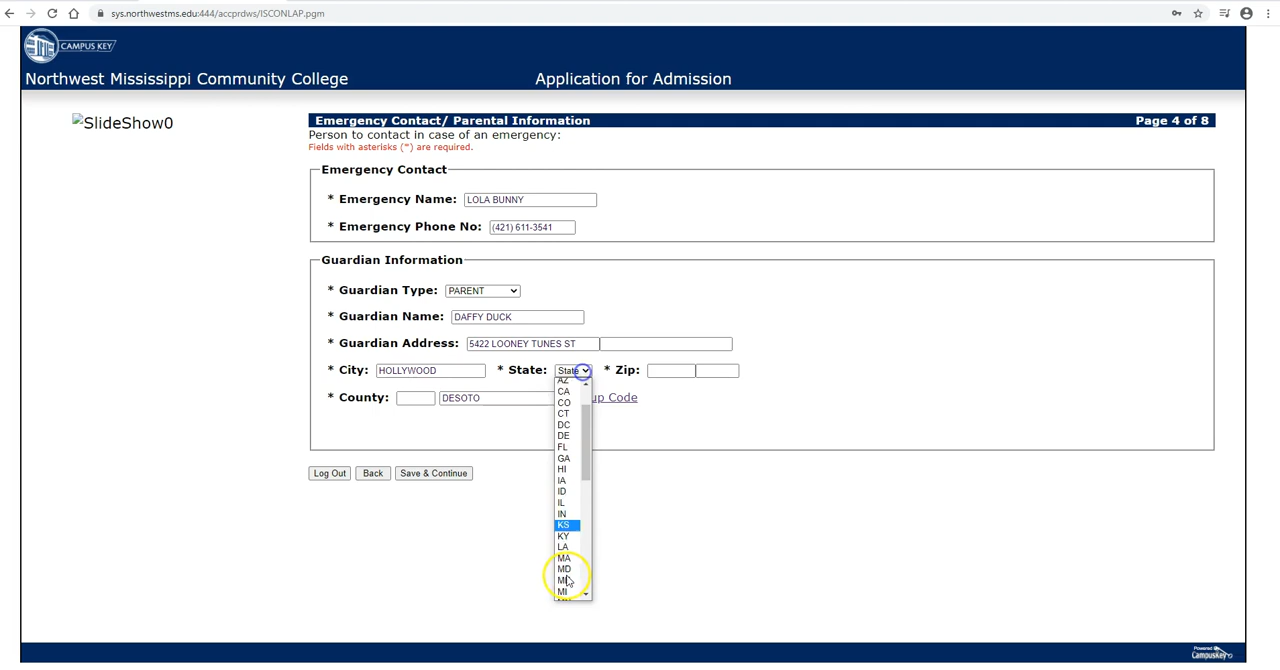 sys.northwestms.edu:444/accprdws/ISCONLAP.pgm
CAMPUS KEY
Northwest Mississippi Community College Application for Admission
SlideShow0
Emergency Contact/ Parental Information Page 4 of 8
Person to contact in case of an emergency:
Fields with asterisks (*) are required.
Emergency Contact
* Emergency Name: LOLA BUNNY
* Emergency Phone No: (421) 611-3541
Guardian Information
* Guardian Type: PARENT
* Guardian Name: DAFFY DUCK
* Guardian Address: 5422 LOONEY TUNES ST
* City: HOLLYWOOD * State: State * Zip:
AZ
CA
* County: DESOTO up Code
CO
CT
DC
DE
FL
GA
HI
IA
Log Out Back Save & Continue
ID
IL
IN
KS
KY
LA
MA
MD
MI
Powered By
CampusKey